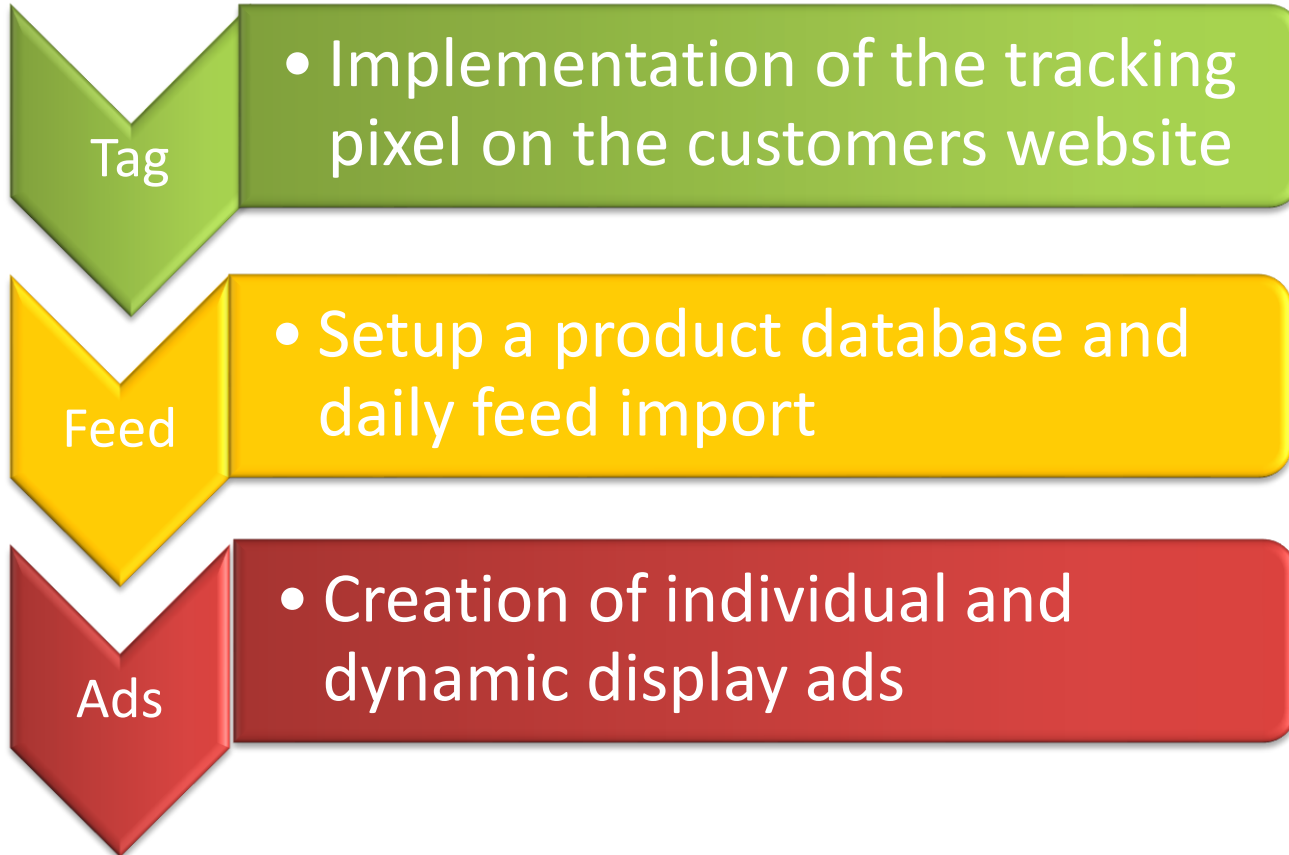 Tag
• Implementation of the tracking
pixel on the customers website
Feed
• Setup a product database and
daily feed import
Ads
• Creation of individual and
dynamic display ads